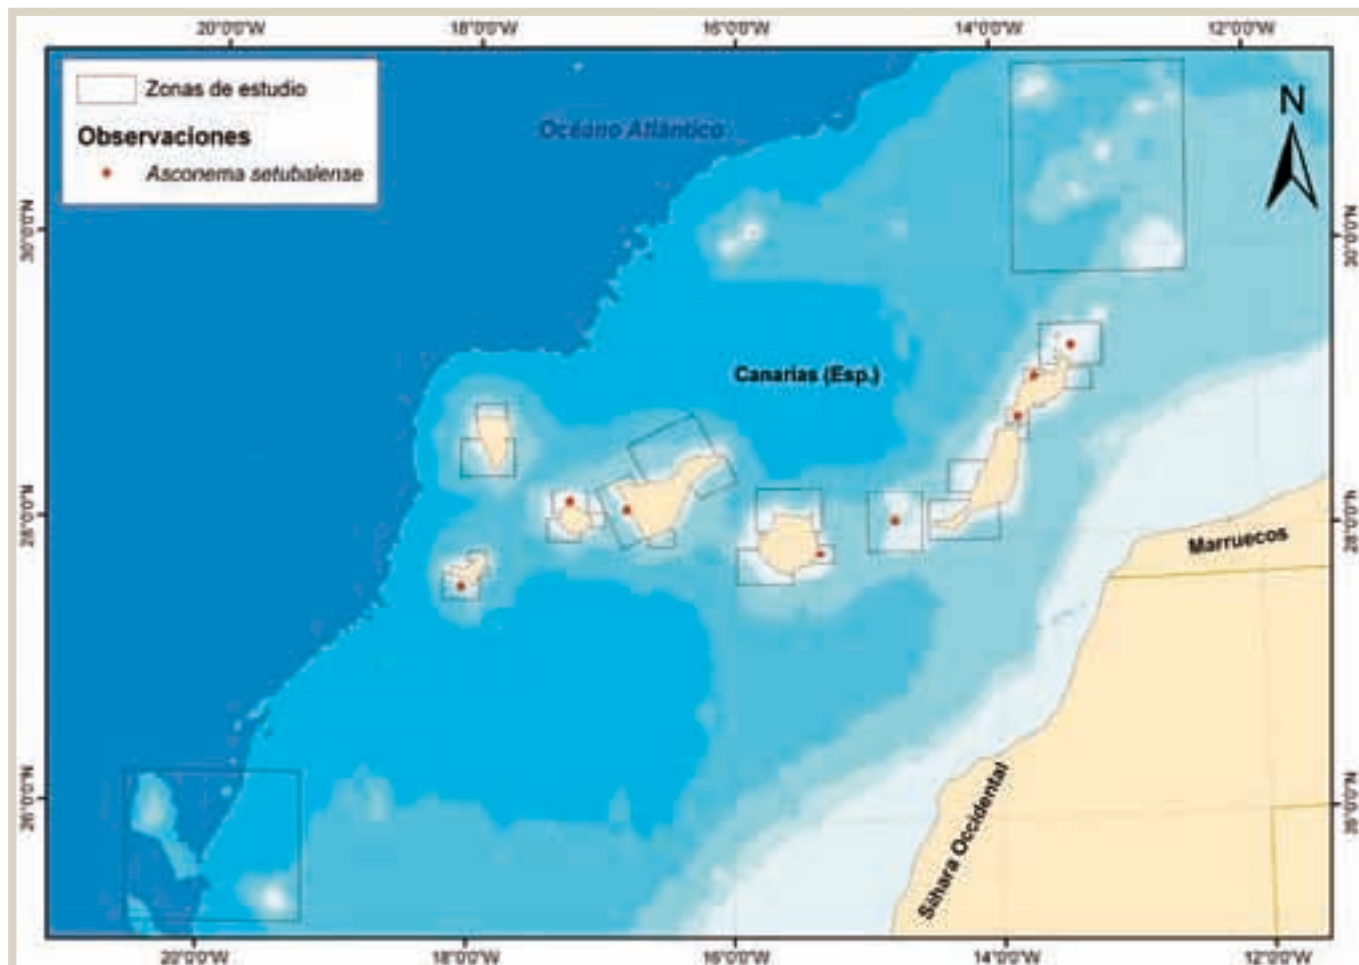 20°0'0"W 18°0'0"W 16°0'0"W 14°0'0"W 12°0'0"W
Zonas de estudio
Observaciones
Asconema setubalense
Océano Atlántico
N
30°0'0"N 30°0'0"N
Canarias (Esp.)
28°0'0"N 28°0'0"N
Marruecos
26°0'0"N 26°0'0"N
Sáhara Occidental
20°0'0"W 18°0'0"W 16°0'0"W 14°0'0"W 12°0'0"W